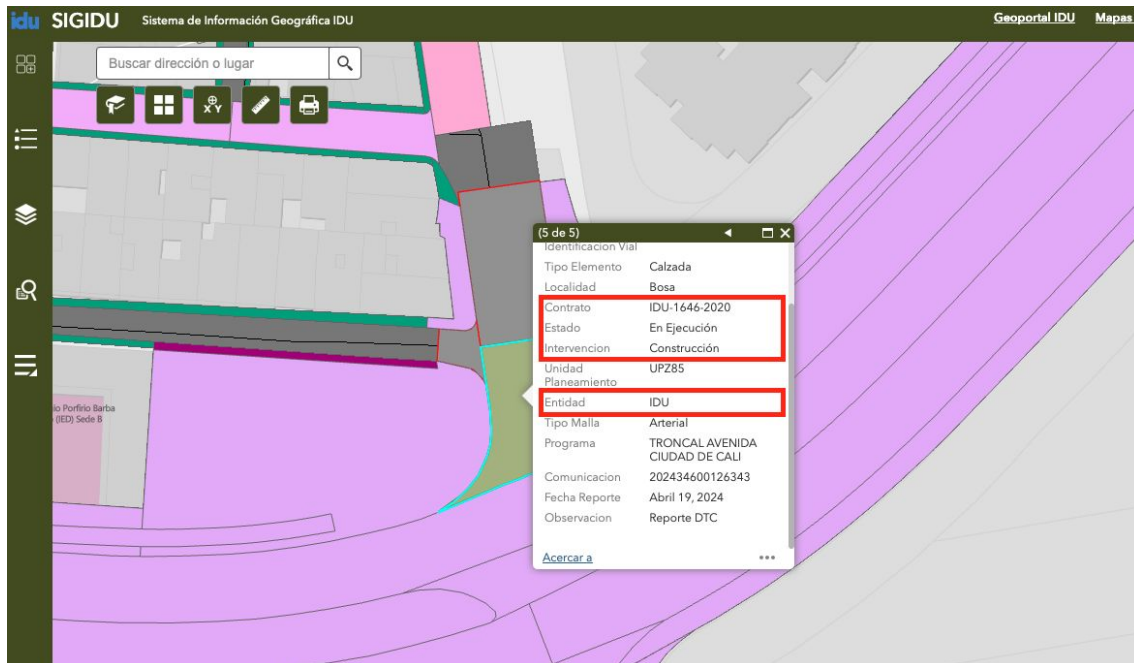 idu SIGIDU Sistema de Información Geográfica IDU Geoportal IDU Mapas
Buscar dirección o lugar
X Y
(5 de 5)
Identificacion Vial
Tipo Elemento Calzada
Localidad Bosa
Contrato IDU-1646-2020
Estado En Ejecución
Intervencion Construcción
Unidad Planeamiento UPZ85
Entidad IDU
Tipo Malla Arterial
Programa TRONCAL AVENIDA
CIUDAD DE CALI
Comunicacion 202434600126343
Fecha Reporte Abril 19, 2024
Observacion Reporte DTC
Acercar a
io Porfirio Barba
(IED) Sede B